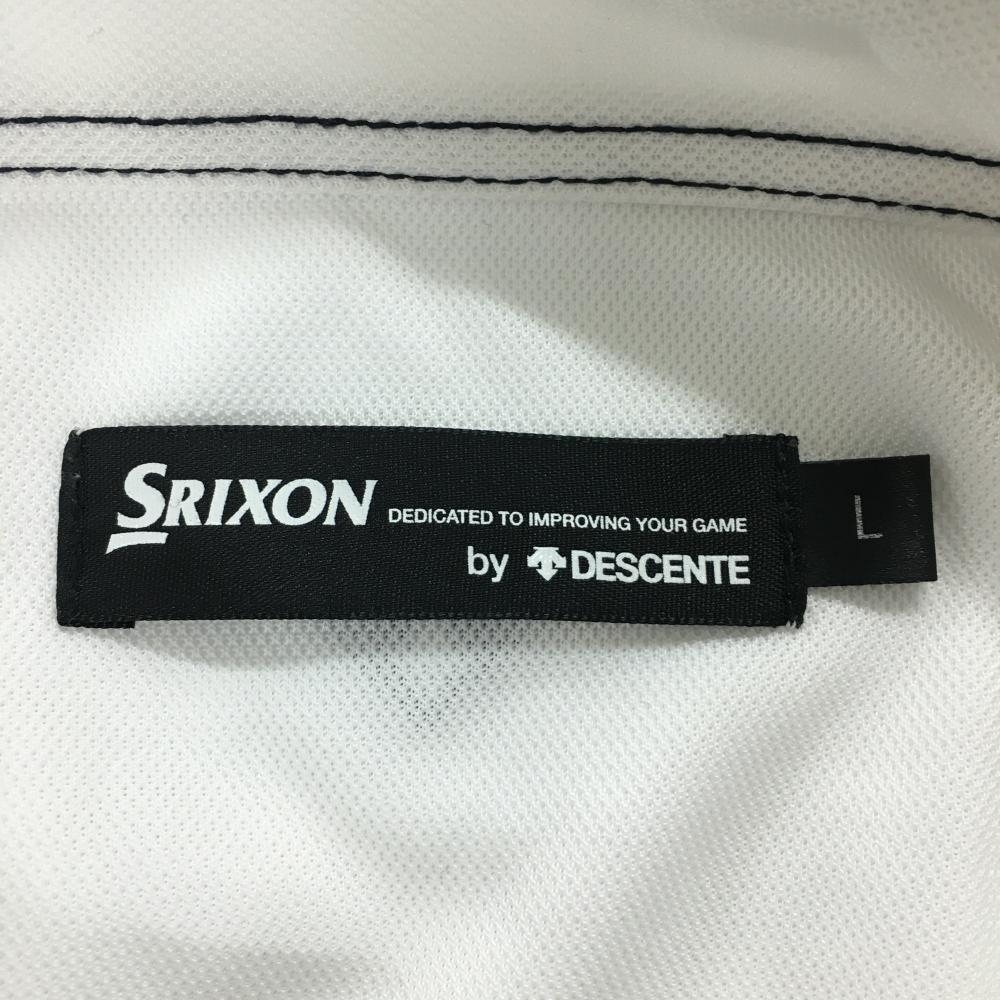 SRIXON DEDICATED TO IMPROVING YOUR GAME
by DESCENTE
L